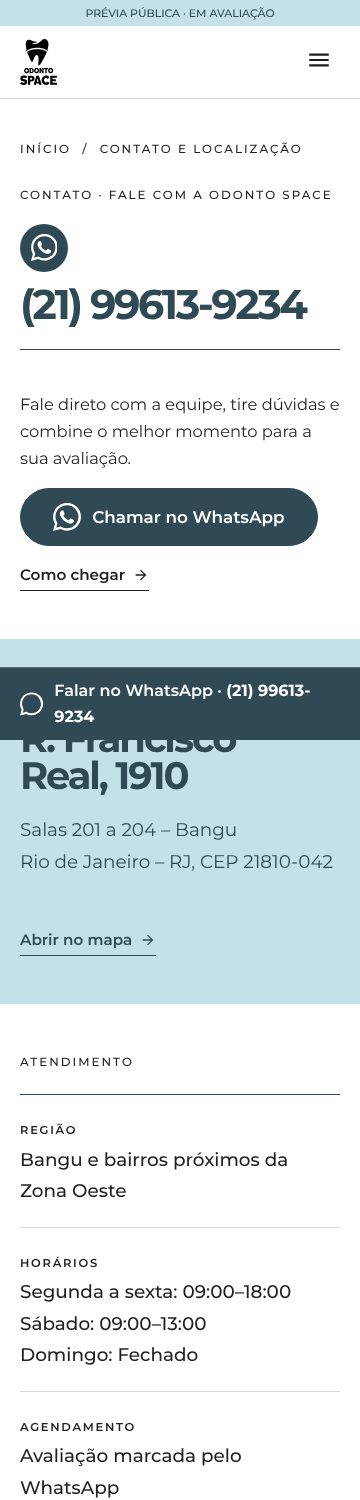 PRÉVIA PÚBLICA · EM AVALIAÇÃO
ODONTO
SPACE
INÍCIO / CONTATO E LOCALIZAÇÃO
CONTATO · FALE COM A ODONTO SPACE
(21) 99613-9234
Fale direto com a equipe, tire dúvidas e
combine o melhor momento para a
sua avaliação.
Chamar no WhatsApp
Como chegar →
Falar no WhatsApp · (21) 99613-
9234
R. Francisco
Real, 1910
Salas 201 a 204 – Bangu
Rio de Janeiro – RJ, CEP 21810-042
Abrir no mapa →
ATENDIMENTO
REGIÃO
Bangu e bairros próximos da
Zona Oeste
HORÁRIOS
Segunda a sexta: 09:00–18:00
Sábado: 09:00–13:00
Domingo: Fechado
AGENDAMENTO
Avaliação marcada pelo
WhatsApp